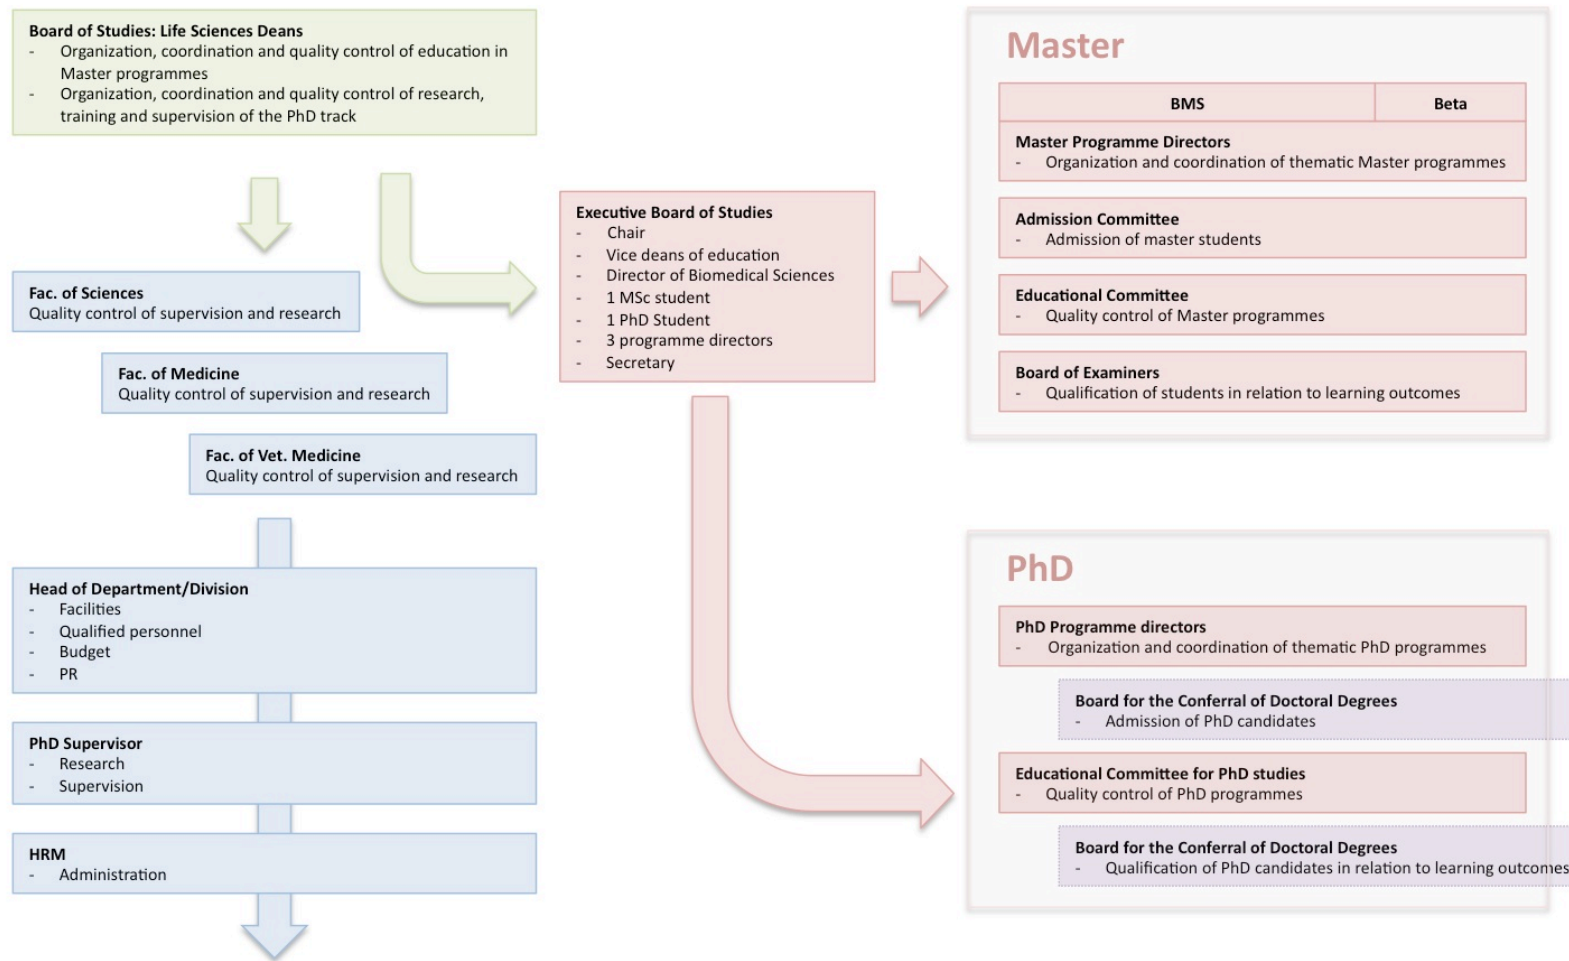 Board of Studies: Life Sciences Deans
- Organization, coordination and quality control of education in
Master programmes
- Organization, coordination and quality control of research,
training and supervision of the PhD track
Fac. of Sciences
Quality control of supervision and research
Fac. of Medicine
Quality control of supervision and research
Fac. of Vet. Medicine
Quality control of supervision and research
Head of Department/Division
- Facilities
- Qualified personnel
- Budget
- PR
PhD Supervisor
- Research
- Supervision
HRM
- Administration
Executive Board of Studies
- Chair
- Vice deans of education
- Director of Biomedical Sciences
- 1 MSc student
- 1 PhD Student
- 3 programme directors
- Secretary
Master
BMS
Beta
Master Programme Directors
- Organization and coordination of thematic Master programmes
Admission Committee
- Admission of master students
Educational Committee
- Quality control of Master programmes
Board of Examiners
- Qualification of students in relation to learning outcomes
PhD
PhD Programme directors
- Organization and coordination of thematic PhD programmes
Board for the Conferral of Doctoral Degrees
- Admission of PhD candidates
Educational Committee for PhD studies
- Quality control of PhD programmes
Board for the Conferral of Doctoral Degrees
- Qualification of PhD candidates in relation to learning outcomes